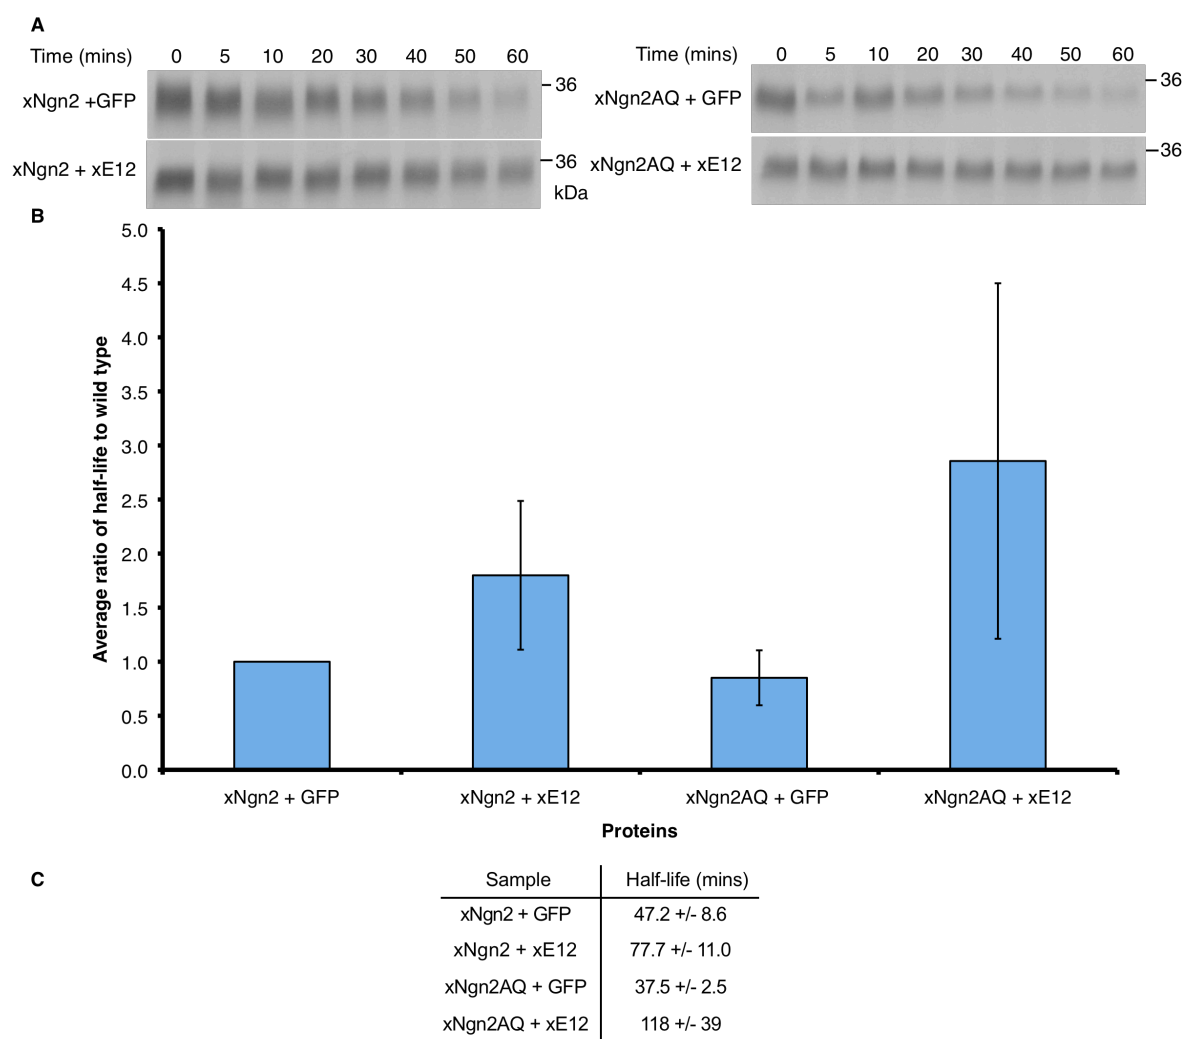 A
Time (mins) 0 5 10 20 30 40 50 60
xNgn2 +GFP
36
xNgn2 + xE12
36
kDa
Time (mins) 0 5 10 20 30 40 50 60
xNgn2AQ + GFP
36
xNgn2AQ + xE12
36
B
Average ratio of half-life to wild type
5.0
4.5
4.0
3.5
3.0
2.5
2.0
1.5
1.0
0.5
0.0
xNgn2 + GFP xNgn2 + xE12 xNgn2AQ + GFP xNgn2AQ + xE12
Proteins
C
Sample Half-life (mins)
xNgn2 + GFP 47.2 +/- 8.6
xNgn2 + xE12 77.7 +/- 11.0
xNgn2AQ + GFP 37.5 +/- 2.5
xNgn2AQ + xE12 118 +/- 39